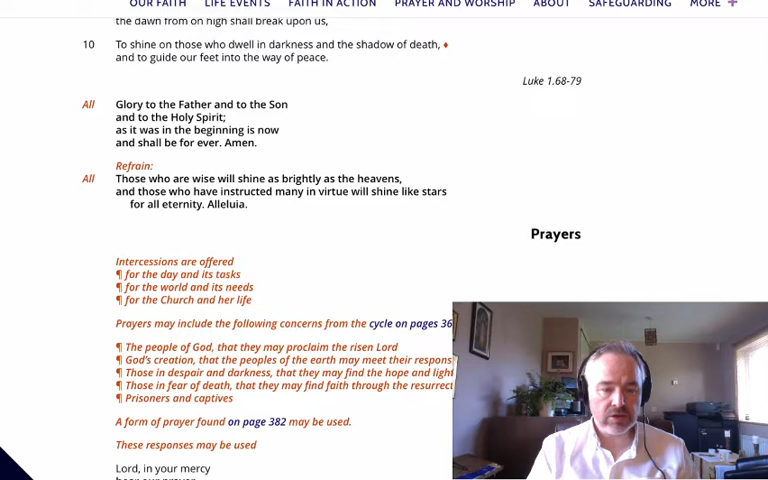 OUR FAITH LIFE EVENTS FAITH IN ACTION PRAYER AND WORSHIP ABOUT SAFEGUARDING MORE +
the dawn from on high shall break upon us,
10 To shine on those who dwell in darkness and the shadow of death, ♦
and to guide our feet into the way of peace.
Luke 1.68-79
All Glory to the Father and to the Son
and to the Holy Spirit;
as it was in the beginning is now
and shall be for ever. Amen.
Refrain:
All Those who are wise will shine as brightly as the heavens,
and those who have instructed many in virtue will shine like stars
for all eternity. Alleluia.
Prayers
Intercessions are offered
¶ for the day and its tasks
¶ for the world and its needs
¶ for the Church and her life
Prayers may include the following concerns from the cycle on pages 36
¶ The people of God, that they may proclaim the risen Lord
¶ God's creation, that the peoples of the earth may meet their respons
¶ Those in despair and darkness, that they may find the hope and light
¶ Those in fear of death, that they may find faith through the resurrect
¶ Prisoners and captives
A form of prayer found on page 382 may be used.
These responses may be used
Lord, in your mercy
hear our prayer